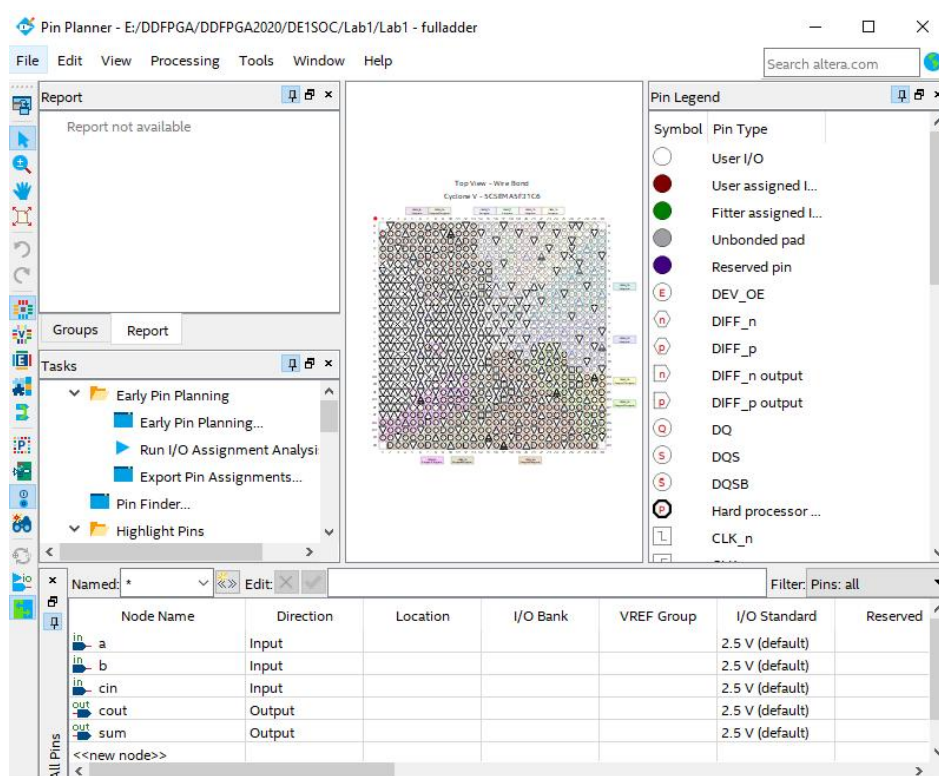 Pin Planner - E:/DDFPGA/DDFPGA2020/DE1SOC/Lab1/Lab1 - fulladder
File Edit View Processing Tools Window Help
Search altera.com
Report
Report not available
Groups Report
Tasks
Early Pin Planning
Early Pin Planning...
Run I/O Assignment Analysi
Export Pin Assignments...
Pin Finder...
Highlight Pins
Top View - Wire Bond
Cyclone V - 5CSEMA5F31C6
Pin Legend
Symbol Pin Type
User I/O
User assigned I...
Fitter assigned I...
Unbonded pad
Reserved pin
E DEV_OE
n DIFF_n
p DIFF_p
n DIFF_n output
p DIFF_p output
Q DQ
S DQS
S DQSB
P Hard processor ...
CLK_n
Named: * Edit: Filter: Pins: all
Node Name Direction Location I/O Bank VREF Group I/O Standard Reserved
in a Input 2.5 V (default)
in b Input 2.5 V (default)
in cin Input 2.5 V (default)
out cout Output 2.5 V (default)
out sum Output 2.5 V (default)
<<new node>>
All Pins